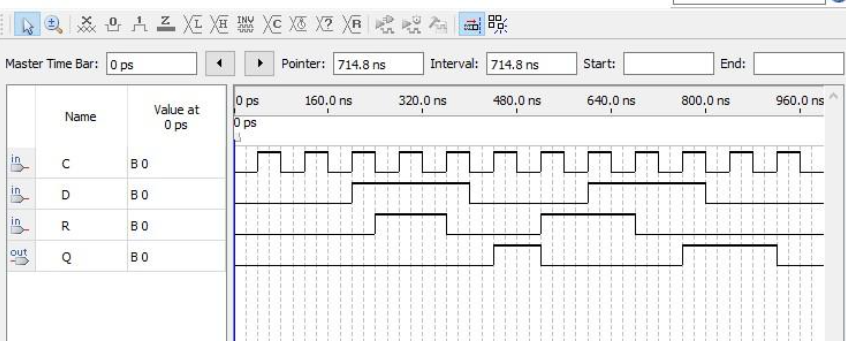 Master Time Bar: 0 ps Pointer: 714.8 ns Interval: 714.8 ns Start: End:
Name Value at 0 ps
0 ps 160.0 ns 320.0 ns 480.0 ns 640.0 ns 800.0 ns 960.0 ns
0 ps
in C B 0
in D B 0
in R B 0
out Q B 0